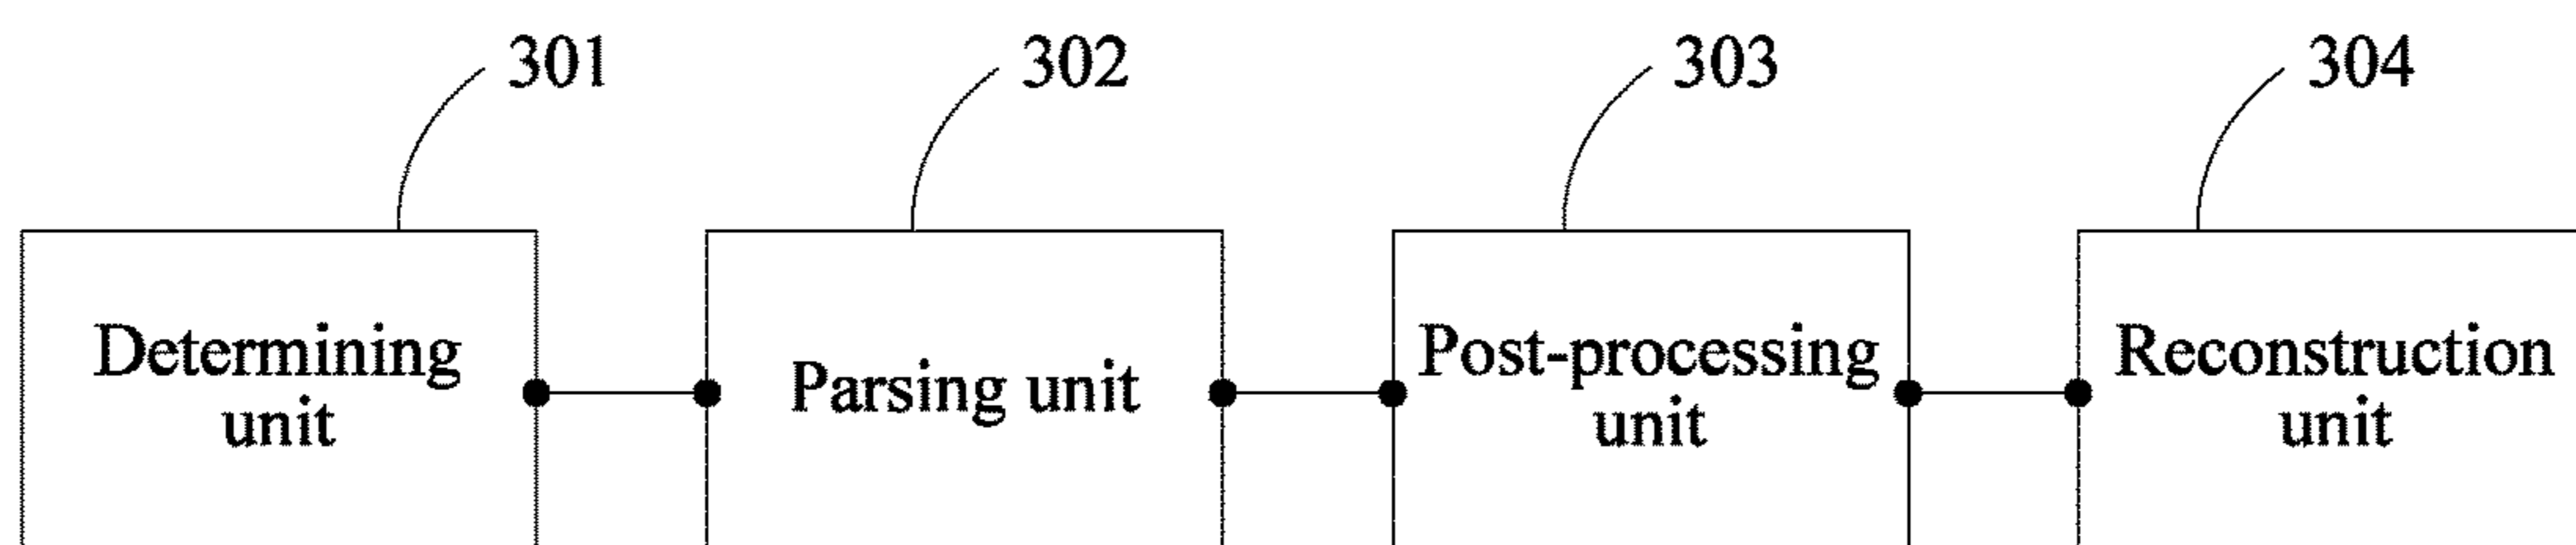 301
302
303
304
Determining
unit
Parsing unit
Post-processing
unit
Reconstruction
unit